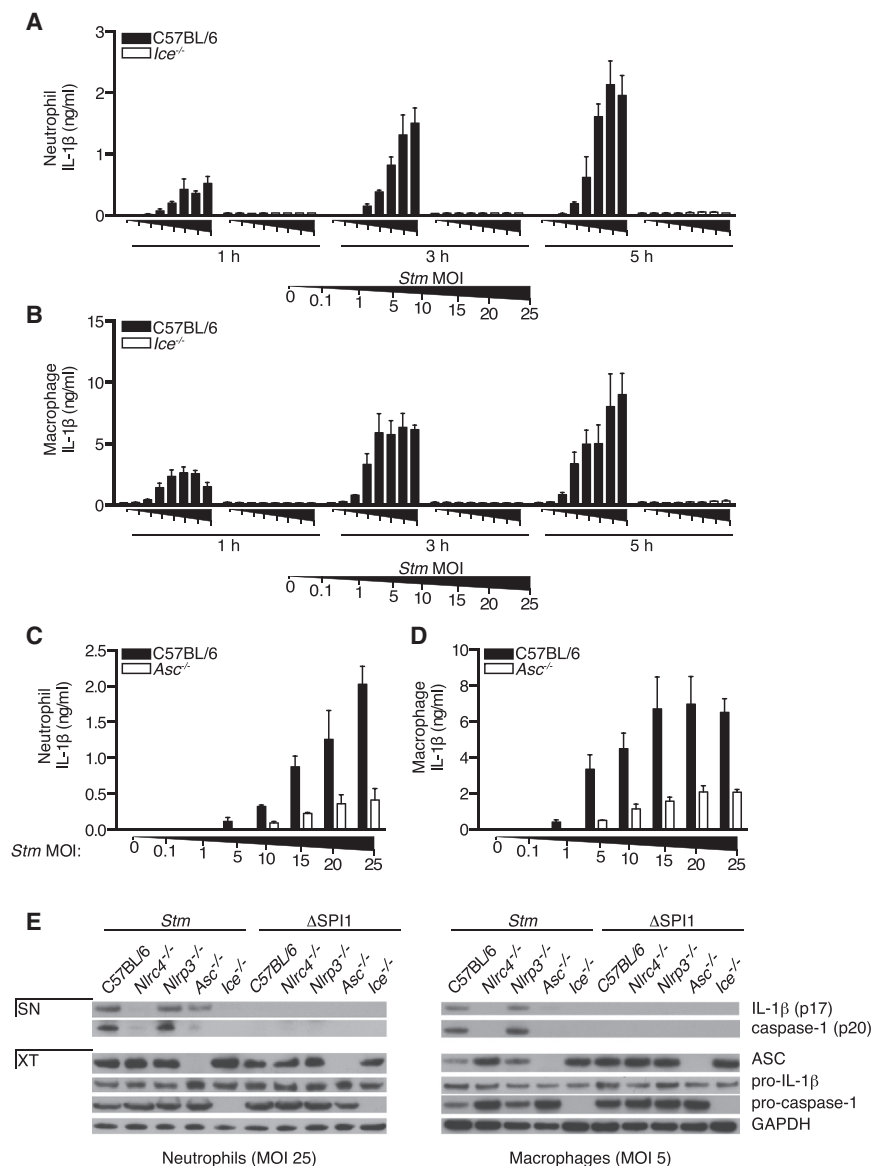 A
C57BL/6
Ice-/-
Neutrophil
IL-1β (ng/ml)
3
2
1
0
1 h
3 h
5 h
Stm MOI
0 0.1 1 5 10 15 20 25
B
C57BL/6
Ice-/-
Macrophage
IL-1β (ng/ml)
15
10
5
0
1 h
3 h
5 h
Stm MOI
0 0.1 1 5 10 15 20 25
C
C57BL/6
Asc-/-
Neutrophil
IL-1β (ng/ml)
2.5
2.0
1.5
1.0
0.5
0.0
Stm MOI: 0 0.1 1 5 10 15 20 25
D
C57BL/6
Asc-/-
Macrophage
IL-1β (ng/ml)
10
8
6
4
2
0
0 0.1 1 5 10 15 20 25
E
Stm
ΔSPI1
C57BL/6 Nlrc4-/- Nlrp3-/- Asc-/- Ice-/- C57BL/6 Nlrc4-/- Nlrp3-/- Asc-/- Ice-/-
Stm
ΔSPI1
C57BL/6 Nlrc4-/- Nlrp3-/- Asc-/- Ice-/- C57BL/6 Nlrc4-/- Nlrp3-/- Asc-/- Ice-/-
SN
IL-1β (p17)
caspase-1 (p20)
XT
ASC
pro-IL-1β
pro-caspase-1
GAPDH
Neutrophils (MOI 25)
Macrophages (MOI 5)